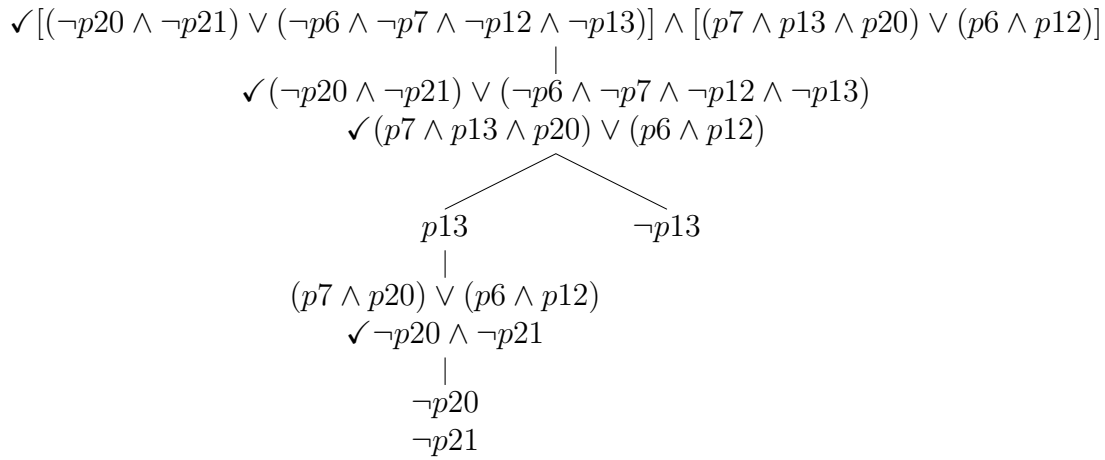 ✓[(¬p20 ∧ ¬p21) ∨ (¬p6 ∧ ¬p7 ∧ ¬p12 ∧ ¬p13)] ∧ [(p7 ∧ p13 ∧ p20) ∨ (p6 ∧ p12)]
✓(¬p20 ∧ ¬p21) ∨ (¬p6 ∧ ¬p7 ∧ ¬p12 ∧ ¬p13)
✓(p7 ∧ p13 ∧ p20) ∨ (p6 ∧ p12)
p13 ¬p13
(p7 ∧ p20) ∨ (p6 ∧ p12)
✓¬p20 ∧ ¬p21
¬p20
¬p21